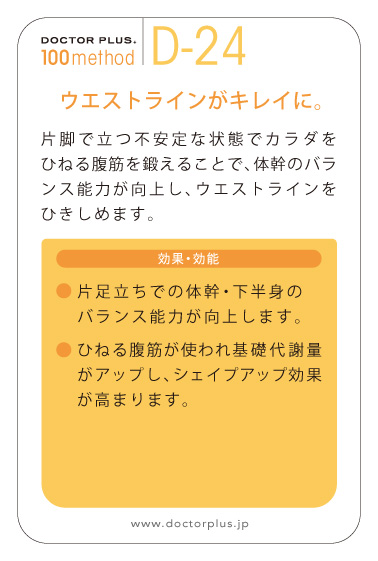 DOCTOR PLUS.
100method
D-24
ウエストラインがキレイに。
片脚で立つ不安定な状態でカラダを
ひねる腹筋を鍛えることで、体幹のバラ
ンス能力が向上し、ウエストラインを
ひきしめます。
効果・効能
片足立ちでの体幹・下半身の
バランス能力が向上します。
ひねる腹筋が使われ基礎代謝量
がアップし、シェイプアップ効果
が高まります。
www.doctorplus.jp